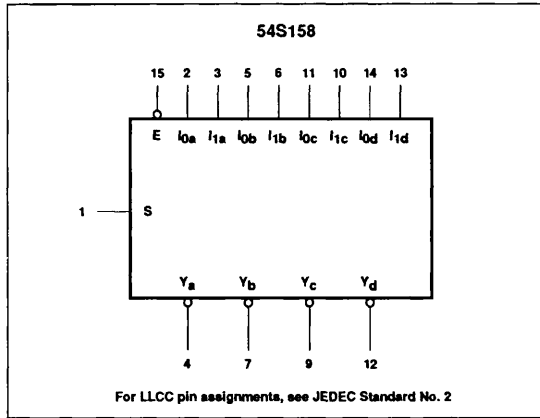 54S158
15 2 3 5 6 11 10 14 13
E I0a I1a I0b I1b I0c I1c I0d I1d
1 S
Ya Yb Yc Yd
4 7 9 12
For LLCC pin assignments, see JEDEC Standard No. 2